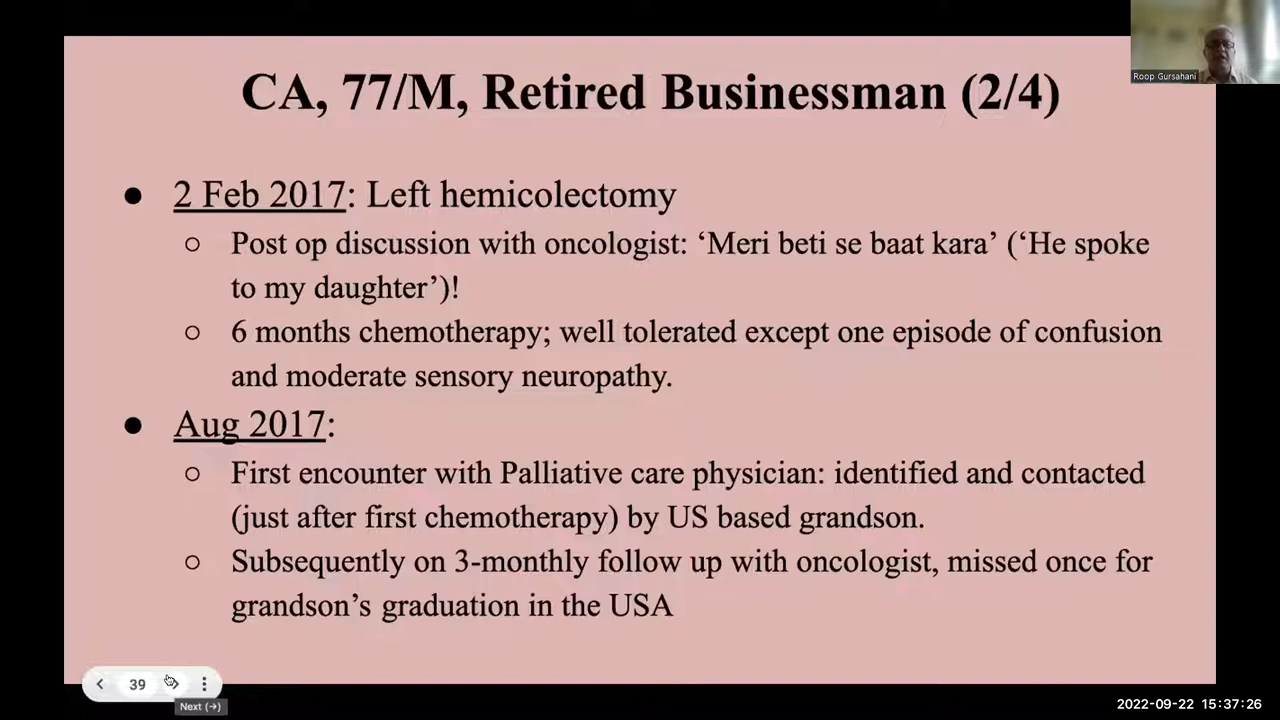 Roop Gursahani
CA, 77/M, Retired Businessman (2/4)
● 2 Feb 2017: Left hemicolectomy
○ Post op discussion with oncologist: ‘Meri beti se baat kara’ (‘He spoke
to my daughter’)!
○ 6 months chemotherapy; well tolerated except one episode of confusion
and moderate sensory neuropathy.
● Aug 2017:
○ First encounter with Palliative care physician: identified and contacted
(just after first chemotherapy) by US based grandson.
○ Subsequently on 3-monthly follow up with oncologist, missed once for
grandson’s graduation in the USA
39
Next (→)
2022-09-22 15:37:26